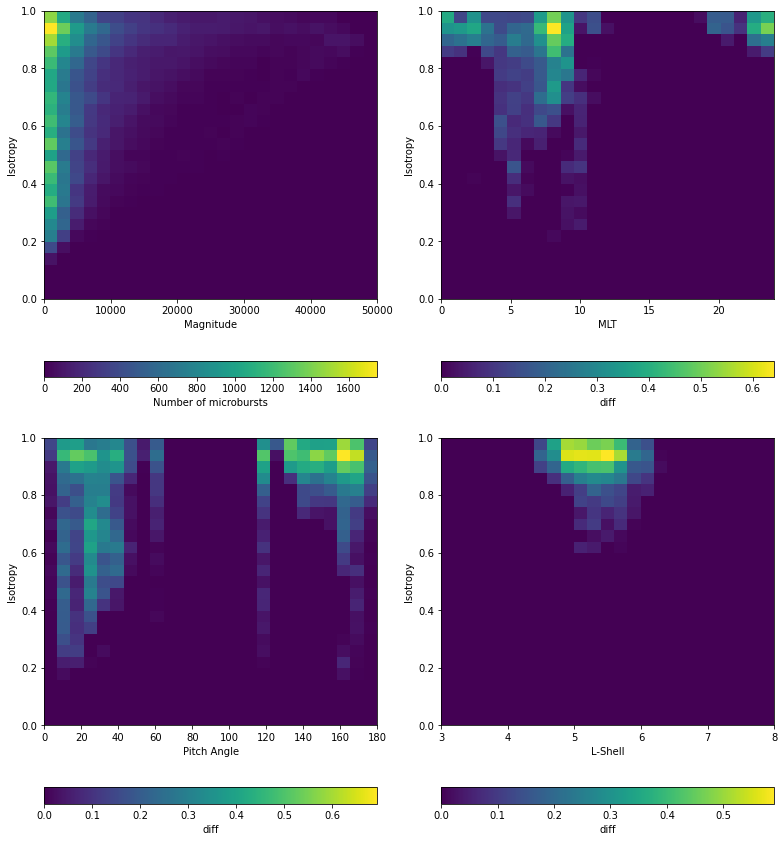 1.0
0.8
0.6
0.4
0.2
0.0
Isotropy
0 10000 20000 30000 40000 50000
Magnitude
0 200 400 600 800 1000 1200 1400 1600
Number of microbursts
1.0
0.8
0.6
0.4
0.2
0.0
Isotropy
0 5 10 15 20
MLT
0.0 0.1 0.2 0.3 0.4 0.5 0.6
diff
1.0
0.8
0.6
0.4
0.2
0.0
Isotropy
0 20 40 60 80 100 120 140 160 180
Pitch Angle
0.0 0.1 0.2 0.3 0.4 0.5 0.6
diff
1.0
0.8
0.6
0.4
0.2
0.0
Isotropy
3 4 5 6 7 8
L-Shell
0.0 0.1 0.2 0.3 0.4 0.5
diff